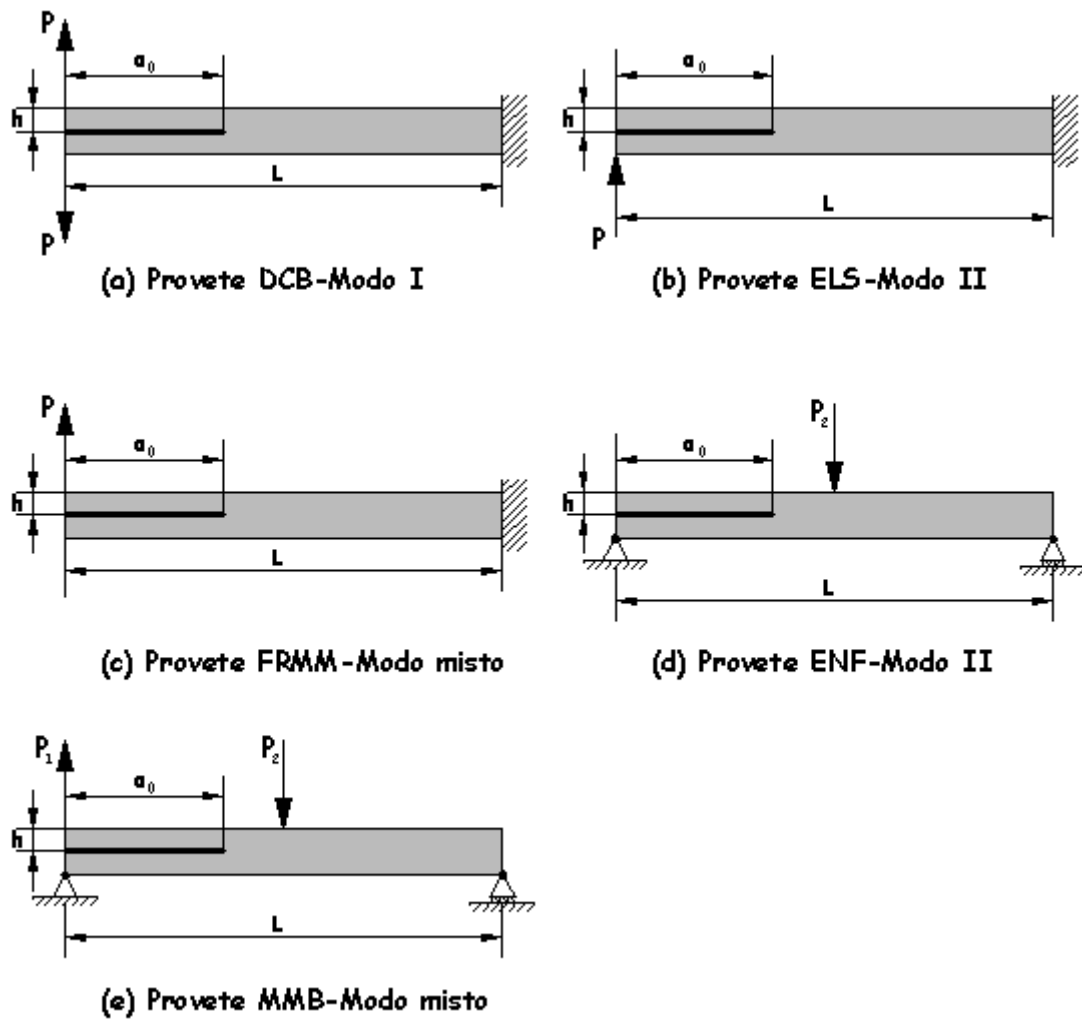 P
a₀
h
L
P
(a) Provete DCB-Modo I
a₀
h
L
P
(b) Provete ELS-Modo II
P
a₀
h
L
(c) Provete FRMM-Modo misto
P₂
a₀
h
L
(d) Provete ENF-Modo II
P₁
P₂
a₀
h
L
(e) Provete MMB-Modo misto